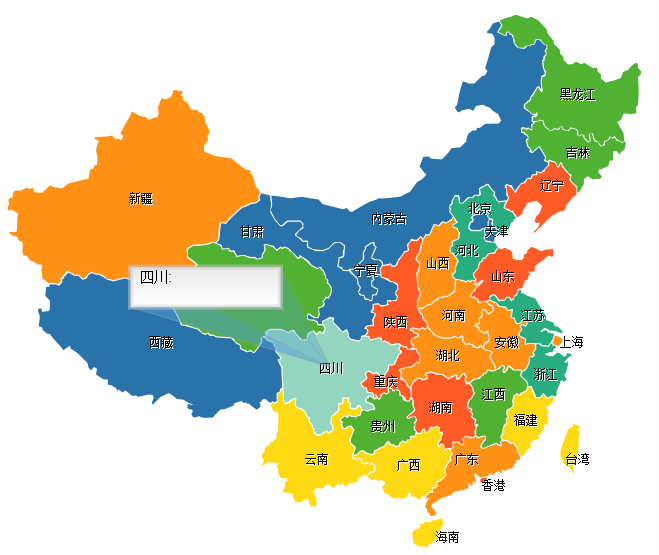 黑龙江
吉林
辽宁
新疆
北京
内蒙古
甘肃
天津
河北
山西
宁夏
山东
四川:
河南
江苏
陕西
西藏
安徽
上海
湖北
四川
浙江
重庆
江西
湖南
福建
贵州
云南
广西
广东
台湾
香港
海南